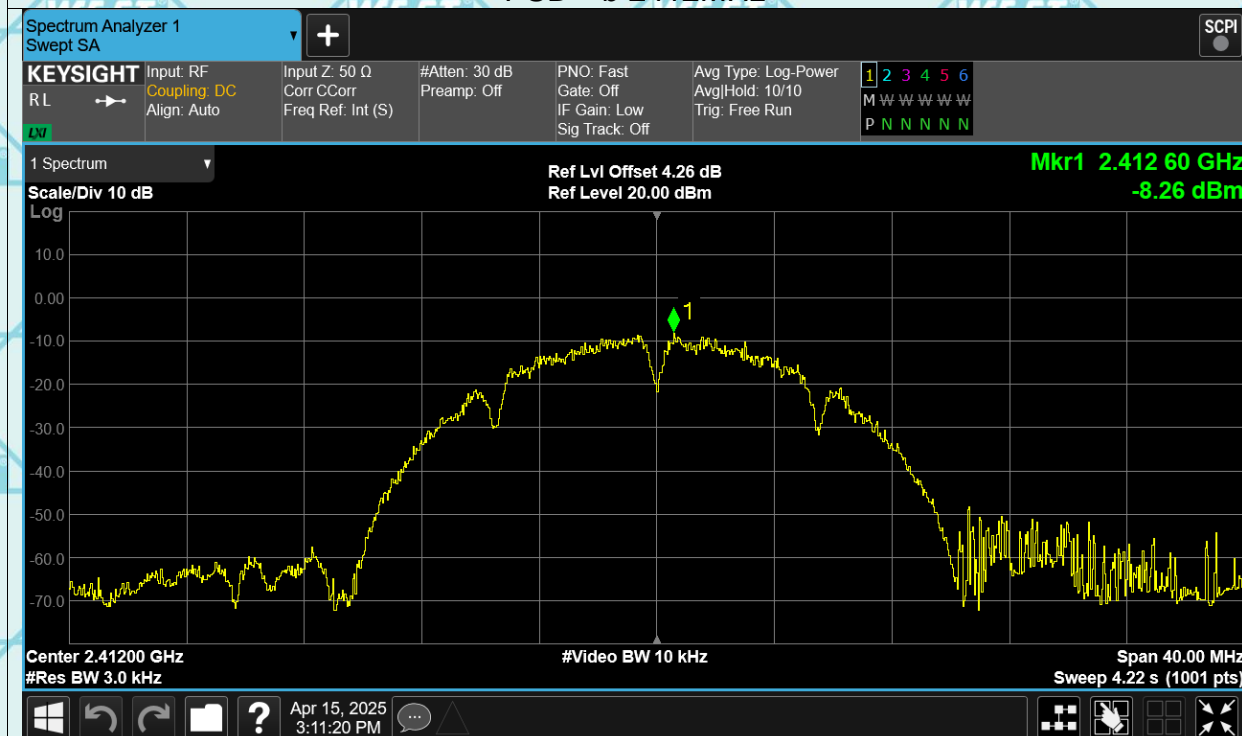 Spectrum Analyzer 1
Swept SA
+
SCPI
KEYSIGHT
RL
LXI
Input: RF
Coupling: DC
Align: Auto
Input Z: 50 Ω
Corr CCorr
Freq Ref: Int (S)
#Atten: 30 dB
Preamp: Off
PNO: Fast
Gate: Off
IF Gain: Low
Sig Track: Off
Avg Type: Log-Power
Avg|Hold: 10/10
Trig: Free Run
1 2 3 4 5 6
M W W W W W
P N N N N N
1 Spectrum
Scale/Div 10 dB
Log
Ref Lvl Offset 4.26 dB
Ref Level 20.00 dBm
Mkr1 2.412 60 GHz
-8.26 dBm
10.0
0.00
-10.0
-20.0
-30.0
-40.0
-50.0
-60.0
-70.0
1
Center 2.41200 GHz
#Res BW 3.0 kHz
#Video BW 10 kHz
Span 40.00 MHz
Sweep 4.22 s (1001 pts)
?
Apr 15, 2025
3:11:20 PM